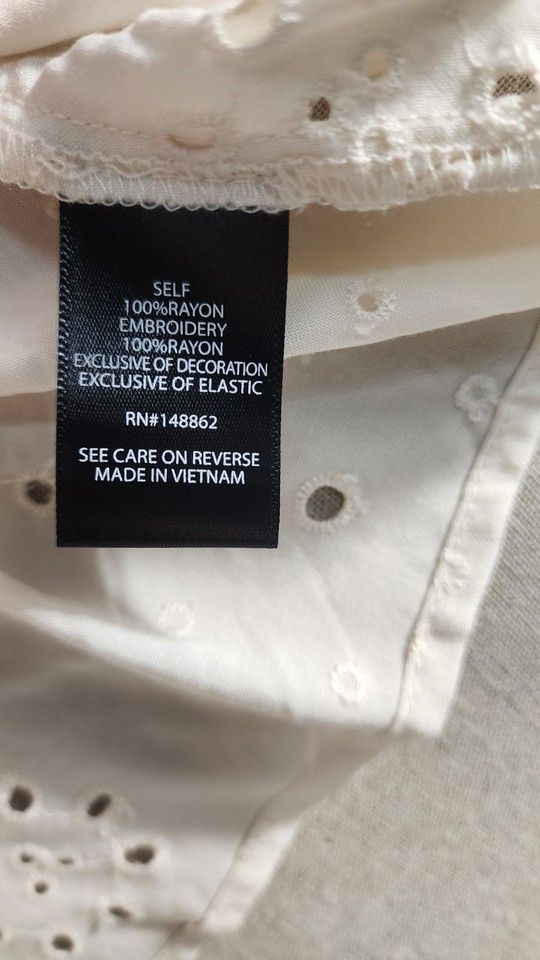 SELF
100%RAYON
EMBROIDERY
100%RAYON
EXCLUSIVE OF DECORATION
EXCLUSIVE OF ELASTIC
RN#148862
SEE CARE ON REVERSE
MADE IN VIETNAM